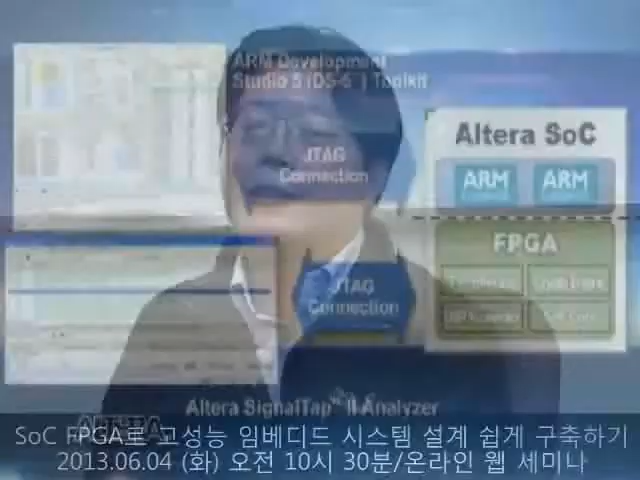 ARM Development
Studio 5 (DS-5™) Toolkit
JTAG
Connection
Altera SoC
ARM ARM
FPGA
JTAG
Connection
Altera SignalTap™ II Analyzer
ALTERA
SoC FPGA로 고성능 임베디드 시스템 설계 쉽게 구축하기
2013.06.04 (화) 오전 10시 30분/온라인 웹 세미나